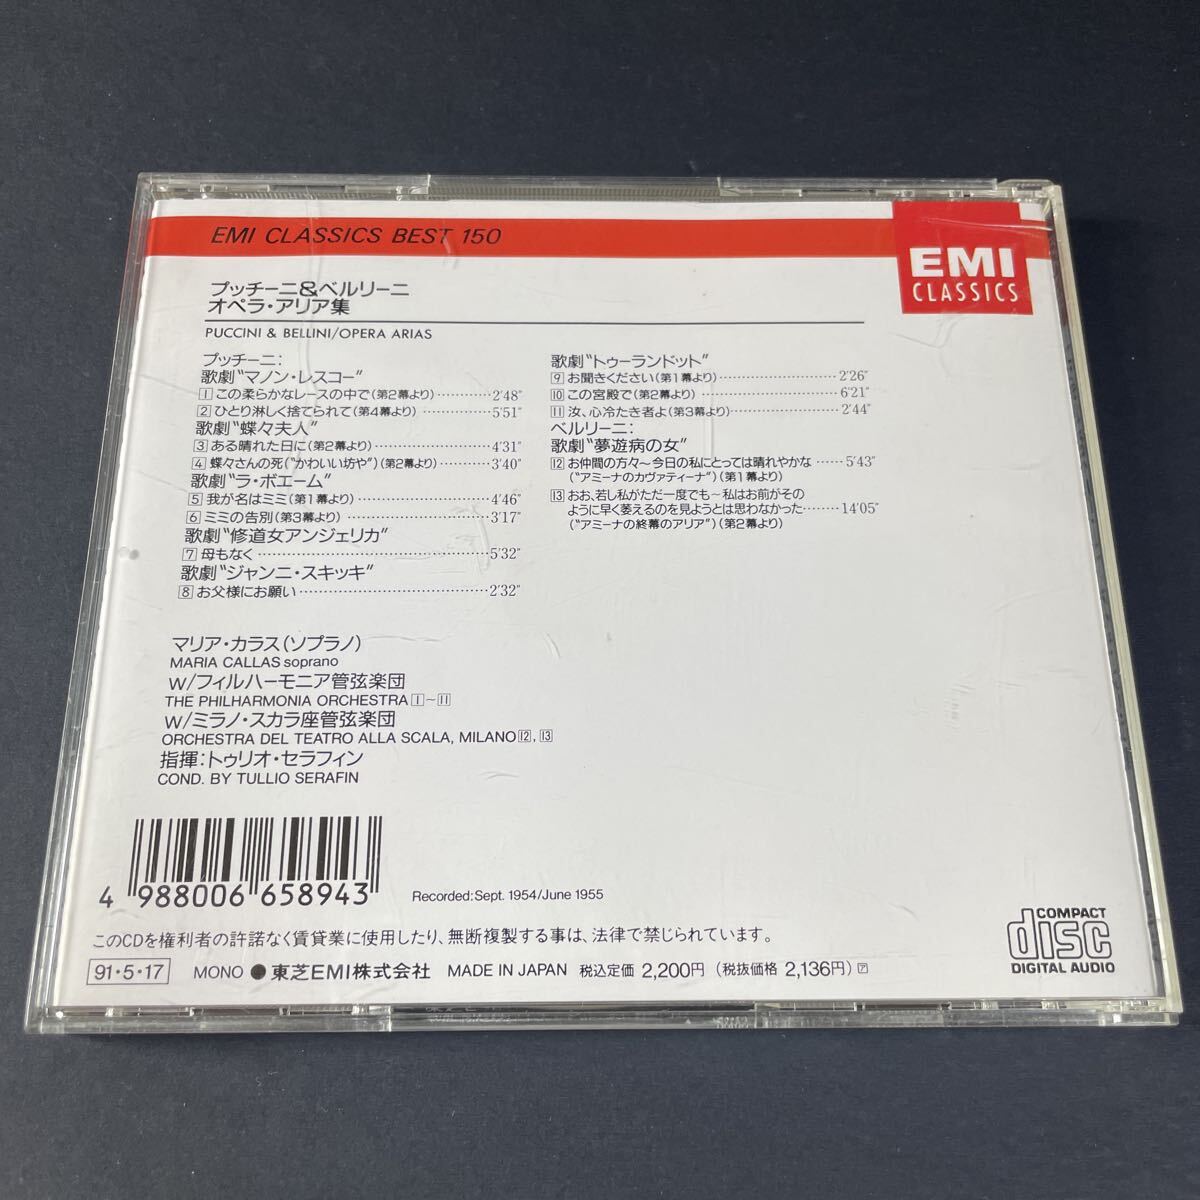 EMI CLASSICS BEST 150
EMI
CLASSICS
プッチーニ&ベルリーニ
オペラ・アリア集
PUCCINI & BELLINI/OPERA ARIAS
プッチーニ:
歌劇"マノン・レスコー"
1 この柔らかなレースの中で(第2幕より)…………2'48"
2 ひとり淋しく捨てられて(第4幕より)…………5'51"
歌劇"蝶々夫人"
3 ある晴れた日に(第2幕より)…………4'31"
4 蝶々さんの死("かわいい坊や")(第2幕より)…………3'40"
歌劇"ラ・ボエーム"
5 我が名はミミ(第1幕より)…………4'46"
6 ミミの告別(第3幕より)…………3'17"
歌劇"修道女アンジェリカ"
7 母もなく…………5'32"
歌劇"ジャンニ・スキッキ"
8 お父様にお願い…………2'32"
歌劇"トゥーランドット"
9 お聞きください(第1幕より)…………2'26"
10 この宮殿で(第2幕より)…………6'21"
11 汝、心冷たき者よ(第3幕より)…………2'44"
ベルリーニ:
歌劇"夢遊病の女"
12 お仲間の方々〜今日の私にとっては晴れやかな……5'43"
("アミーナのカヴァティーナ")(第1幕より)
13 おお、若し私がただ一度でも〜私はお前がその
ように早く萎えるのを見ようとは思わなかった……14'05"
("アミーナの終幕のアリア")(第2幕より)
マリア・カラス(ソプラノ)
MARIA CALLAS soprano
w/フィルハーモニア管弦楽団
THE PHILHARMONIA ORCHESTRA 1〜11
w/ミラノ・スカラ座管弦楽団
ORCHESTRA DEL TEATRO ALLA SCALA, MILANO 12, 13
指揮:トゥリオ・セラフィン
COND. BY TULLIO SERAFIN
4 988006 658943
Recorded: Sept. 1954/June 1955
このCDを権利者の許諾なく賃貸業に使用したり、無断複製する事は、法律で禁じられています。
91・5・17 MONO ●東芝EMI株式会社 MADE IN JAPAN 税込定価 2,200円 (税抜価格 2,136円) ア
COMPACT
disc
DIGITAL AUDIO